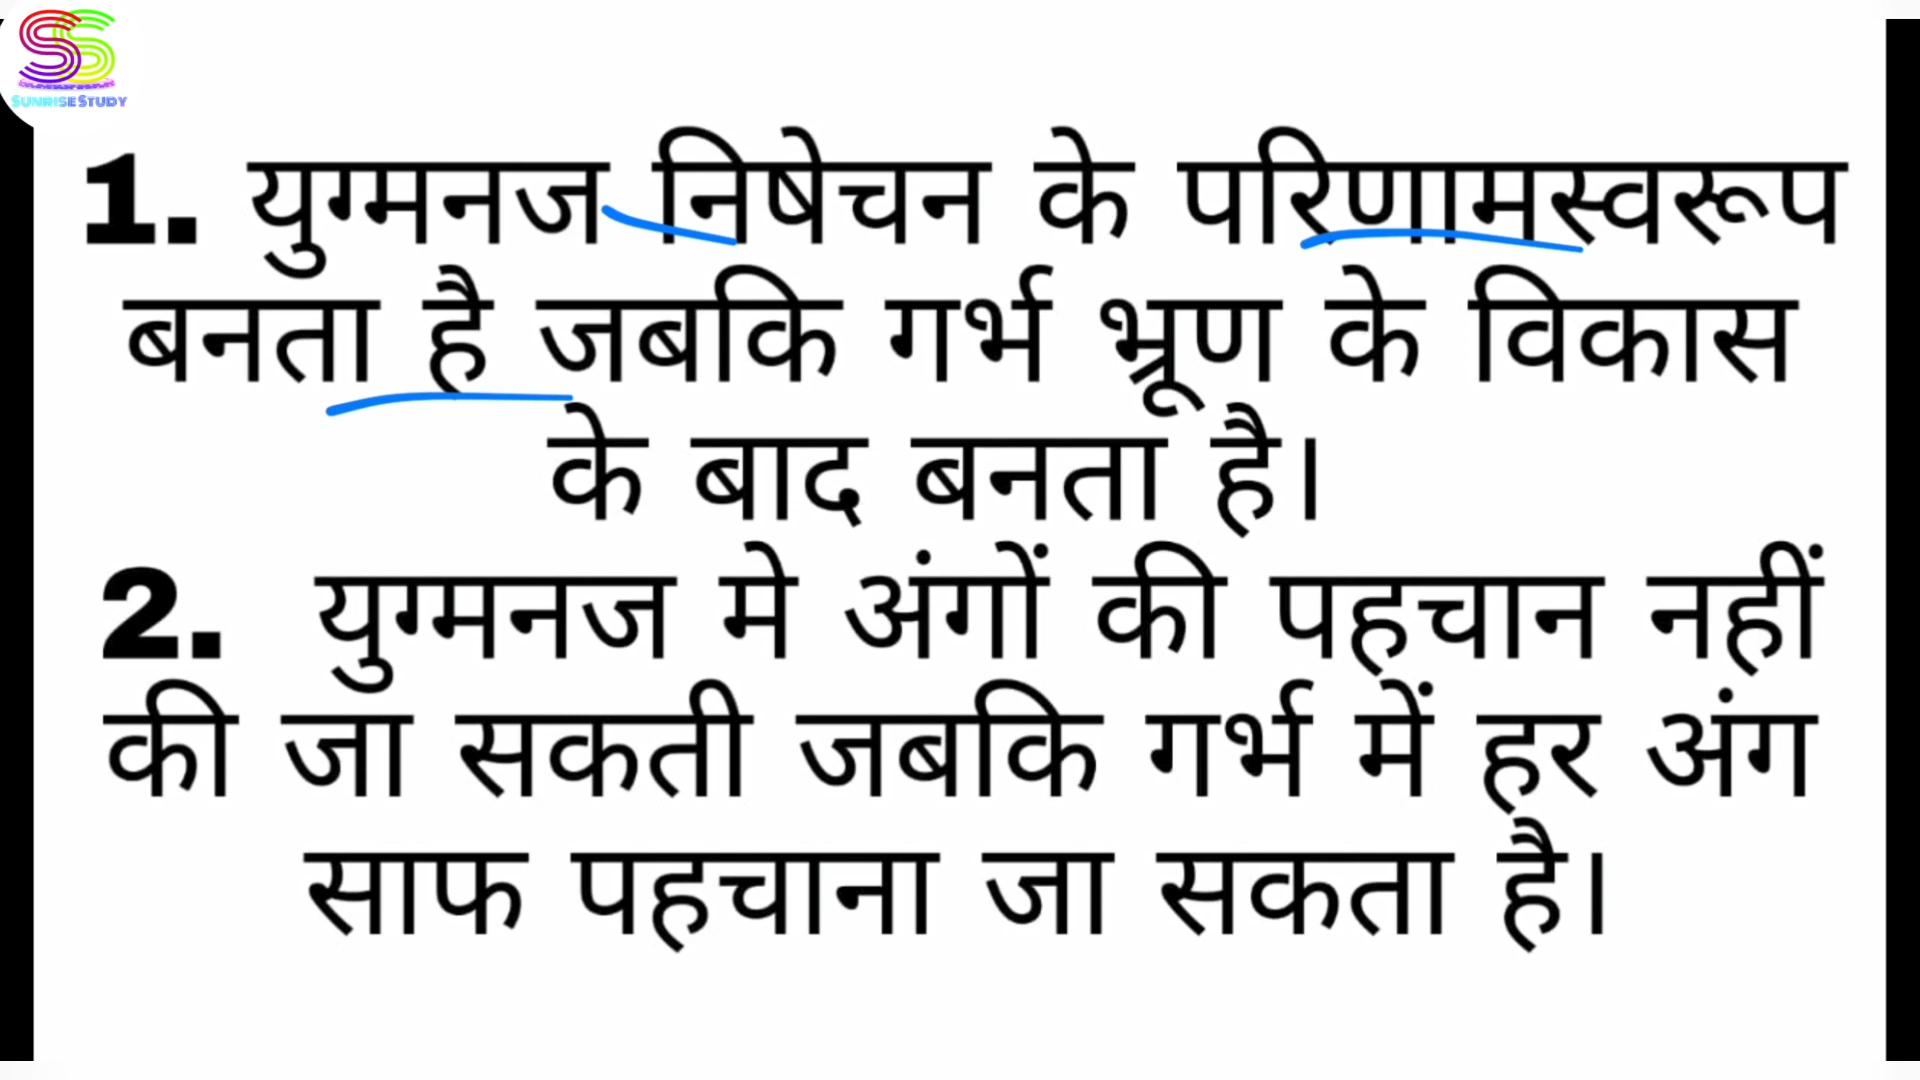 SUNRISE STUDY
1. युग्मनज निषेचन के परिणामस्वरूप
बनता है जबकि गर्भ भ्रूण के विकास
के बाद बनता है।
2. युग्मनज मे अंगों की पहचान नहीं
की जा सकती जबकि गर्भ में हर अंग
साफ पहचाना जा सकता है।